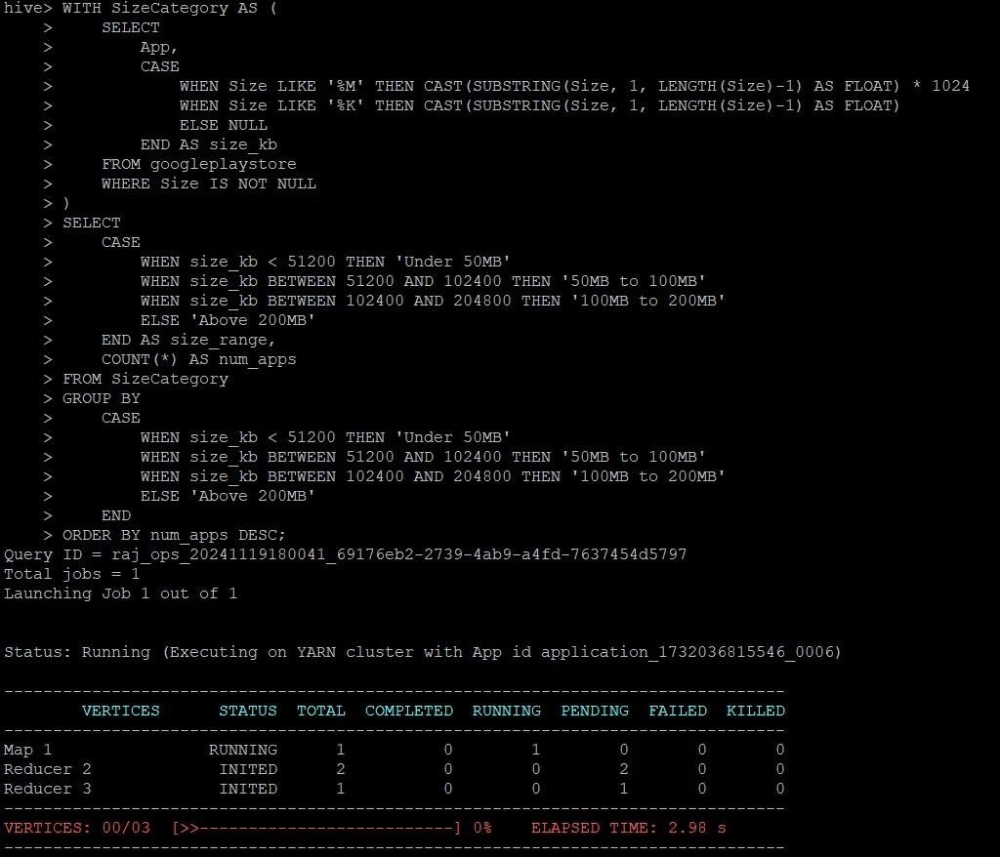 hive> WITH SizeCategory AS (
    >     SELECT
    >         App,
    >         CASE
    >             WHEN Size LIKE '%M' THEN CAST(SUBSTRING(Size, 1, LENGTH(Size)-1) AS FLOAT) * 1024
    >             WHEN Size LIKE '%K' THEN CAST(SUBSTRING(Size, 1, LENGTH(Size)-1) AS FLOAT)
    >             ELSE NULL
    >         END AS size_kb
    >     FROM googleplaystore
    >     WHERE Size IS NOT NULL
    > )
    > SELECT
    >     CASE
    >         WHEN size_kb < 51200 THEN 'Under 50MB'
    >         WHEN size_kb BETWEEN 51200 AND 102400 THEN '50MB to 100MB'
    >         WHEN size_kb BETWEEN 102400 AND 204800 THEN '100MB to 200MB'
    >         ELSE 'Above 200MB'
    >     END AS size_range,
    >     COUNT(*) AS num_apps
    > FROM SizeCategory
    > GROUP BY
    >     CASE
    >         WHEN size_kb < 51200 THEN 'Under 50MB'
    >         WHEN size_kb BETWEEN 51200 AND 102400 THEN '50MB to 100MB'
    >         WHEN size_kb BETWEEN 102400 AND 204800 THEN '100MB to 200MB'
    >         ELSE 'Above 200MB'
    >     END
    > ORDER BY num_apps DESC;
Query ID = raj_ops_20241119180041_69176eb2-2739-4ab9-a4fd-7637454d5797
Total jobs = 1
Launching Job 1 out of 1
Status: Running (Executing on YARN cluster with App id application_1732036815546_0006)
--------------------------------------------------------------------------------
        VERTICES      STATUS  TOTAL  COMPLETED  RUNNING  PENDING  FAILED  KILLED
--------------------------------------------------------------------------------
Map 1                RUNNING      1          0        1        0       0       0
Reducer 2             INITED      2          0        0        2       0       0
Reducer 3             INITED      1          0        0        1       0       0
--------------------------------------------------------------------------------
VERTICES: 00/03  [>>--------------------------] 0%    ELAPSED TIME: 2.98 s
--------------------------------------------------------------------------------